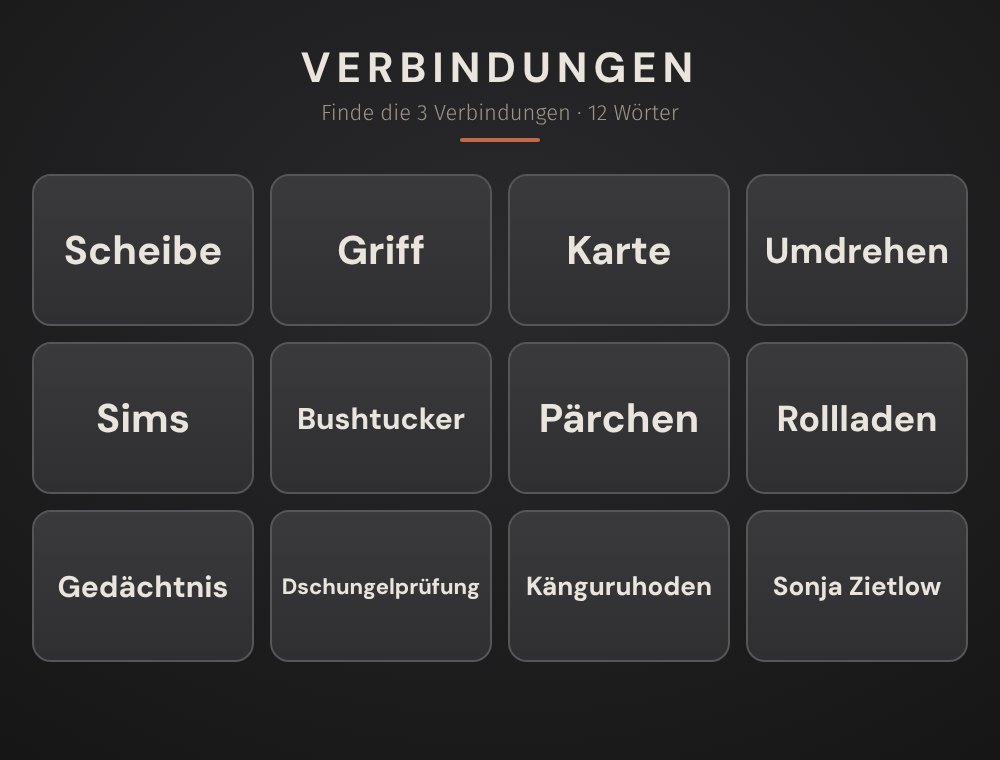 VERBINDUNGEN
Finde die 3 Verbindungen · 12 Wörter
Scheibe
Griff
Karte
Umdrehen
Sims
Bushtucker
Pärchen
Rollladen
Gedächtnis
Dschungelprüfung
Känguruhoden
Sonja Zietlow